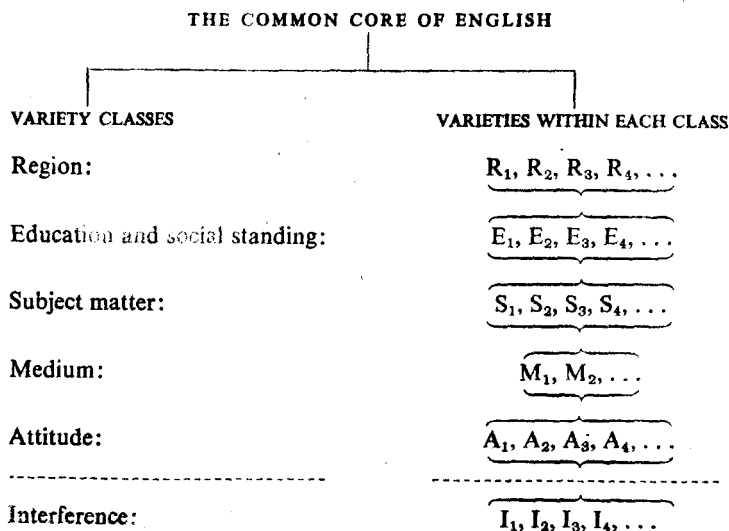 THE COMMON CORE OF ENGLISH
VARIETY CLASSES VARIETIES WITHIN EACH CLASS
Region: R₁, R₂, R₃, R₄, ...
Education and social standing: E₁, E₂, E₃, E₄, ...
Subject matter: S₁, S₂, S₃, S₄, ...
Medium: M₁, M₂, ...
Attitude: A₁, A₂, A₃, A₄, ...
Interference: I₁, I₂, I₃, I₄, ...